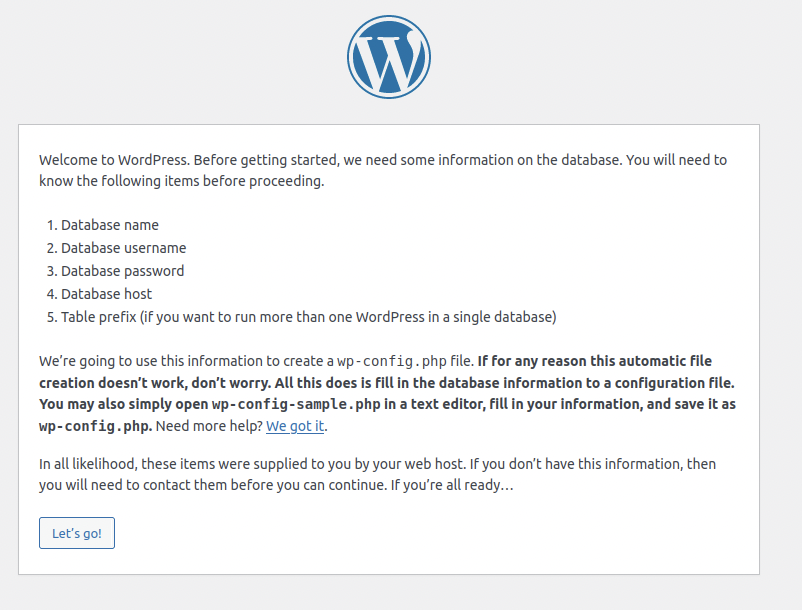 Welcome to WordPress. Before getting started, we need some information on the database. You will need to
know the following items before proceeding.
1. Database name
2. Database username
3. Database password
4. Database host
5. Table prefix (if you want to run more than one WordPress in a single database)
We’re going to use this information to create a wp-config.php file. If for any reason this automatic file
creation doesn’t work, don’t worry. All this does is fill in the database information to a configuration file.
You may also simply open wp-config-sample.php in a text editor, fill in your information, and save it as
wp-config.php. Need more help? We got it.
In all likelihood, these items were supplied to you by your web host. If you don’t have this information, then
you will need to contact them before you can continue. If you’re all ready…
Let’s go!